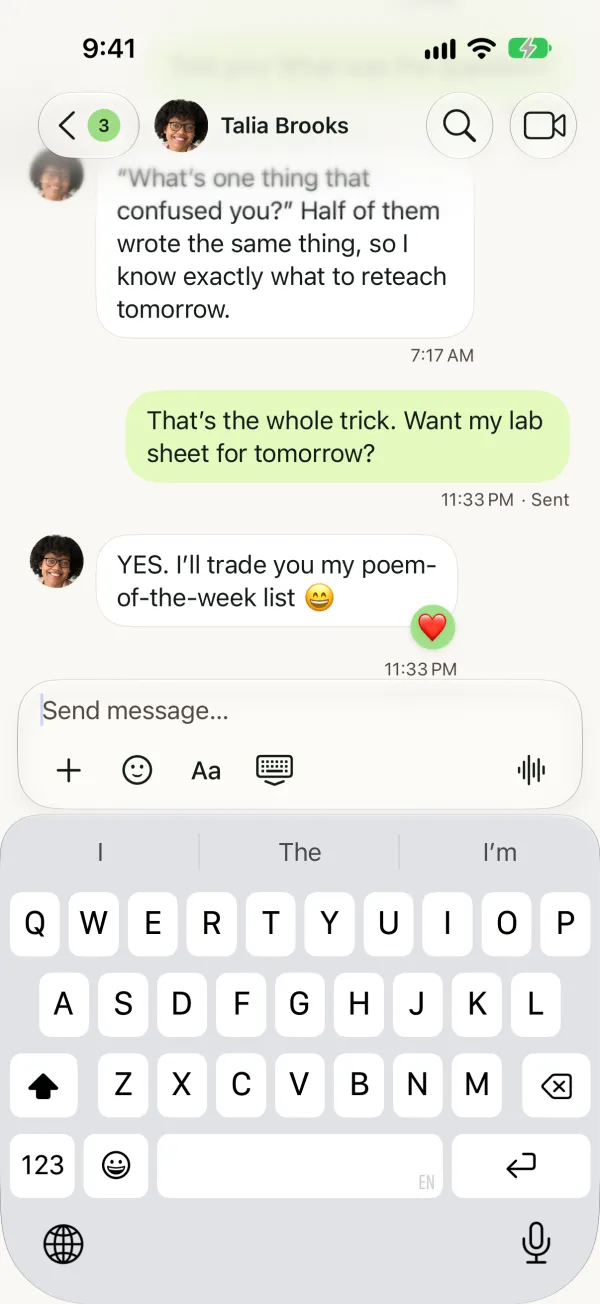 9:41
3
Talia Brooks
“What’s one thing that
confused you?” Half of them
wrote the same thing, so I
know exactly what to reteach
tomorrow.
7:17 AM
That’s the whole trick. Want my lab
sheet for tomorrow?
11:33 PM · Sent
YES. I’ll trade you my poem-
of-the-week list 😄
11:33 PM
Send message...
Aa
I The I’m
Q W E R T Y U I O P
A S D F G H J K L
Z X C V B N M
123
EN